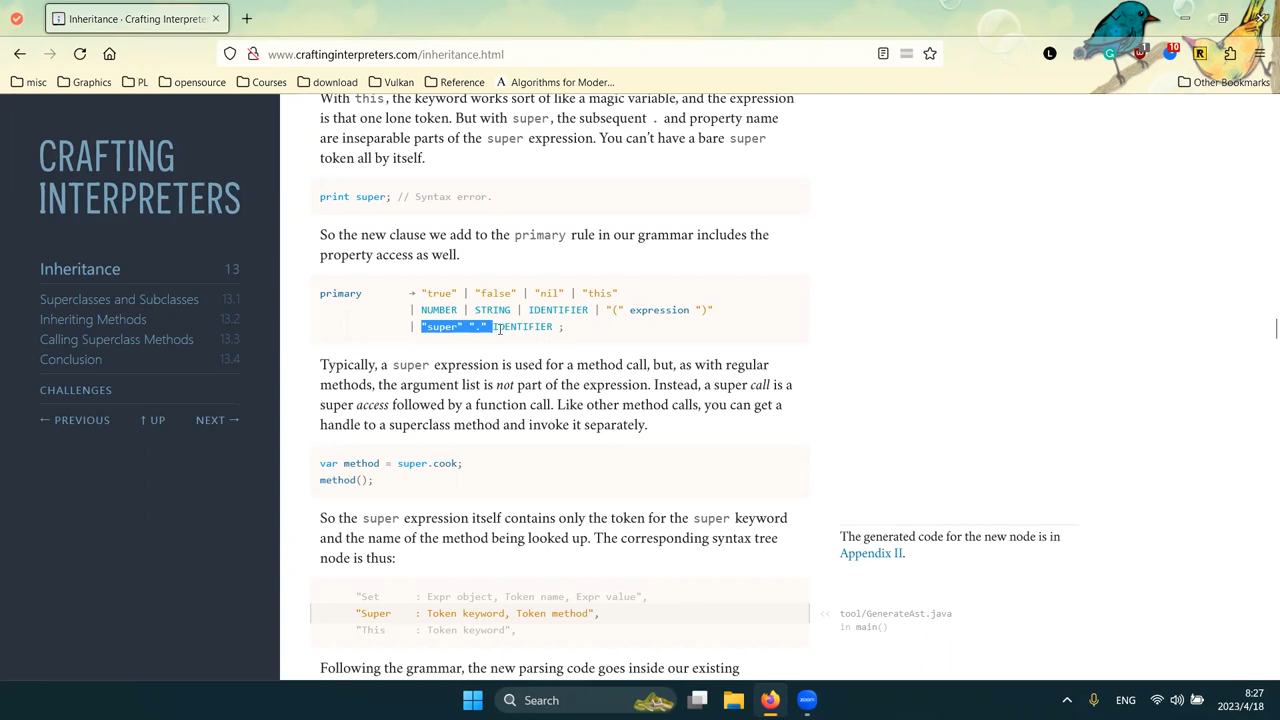 Inheritance · Crafting Interprete
www.craftinginterpreters.com/inheritance.html
L
1
10
R
misc
Graphics
PL
opensource
Courses
download
Vulkan
Reference
Algorithms for Moder...
Other Bookmarks
CRAFTING
INTERPRETERS
Inheritance 13
Superclasses and Subclasses 13.1
Inheriting Methods 13.2
Calling Superclass Methods 13.3
Conclusion 13.4
CHALLENGES
← PREVIOUS ↑ UP NEXT →
With this, the keyword works sort of like a magic variable, and the expression
is that one lone token. But with super, the subsequent . and property name
are inseparable parts of the super expression. You can't have a bare super
token all by itself.
print super; // Syntax error.
So the new clause we add to the primary rule in our grammar includes the
property access as well.
primary → "true" | "false" | "nil" | "this"
| NUMBER | STRING | IDENTIFIER | "(" expression ")"
| "super" "." IDENTIFIER ;
Typically, a super expression is used for a method call, but, as with regular
methods, the argument list is not part of the expression. Instead, a super call is a
super access followed by a function call. Like other method calls, you can get a
handle to a superclass method and invoke it separately.
var method = super.cook;
method();
So the super expression itself contains only the token for the super keyword
and the name of the method being looked up. The corresponding syntax tree
node is thus:
The generated code for the new node is in
Appendix II.
"Set : Expr object, Token name, Expr value",
"Super : Token keyword, Token method",
"This : Token keyword",
<< tool/GenerateAst.java
in main()
Following the grammar, the new parsing code goes inside our existing
Search
zoom
ENG
8:27
2023/4/18